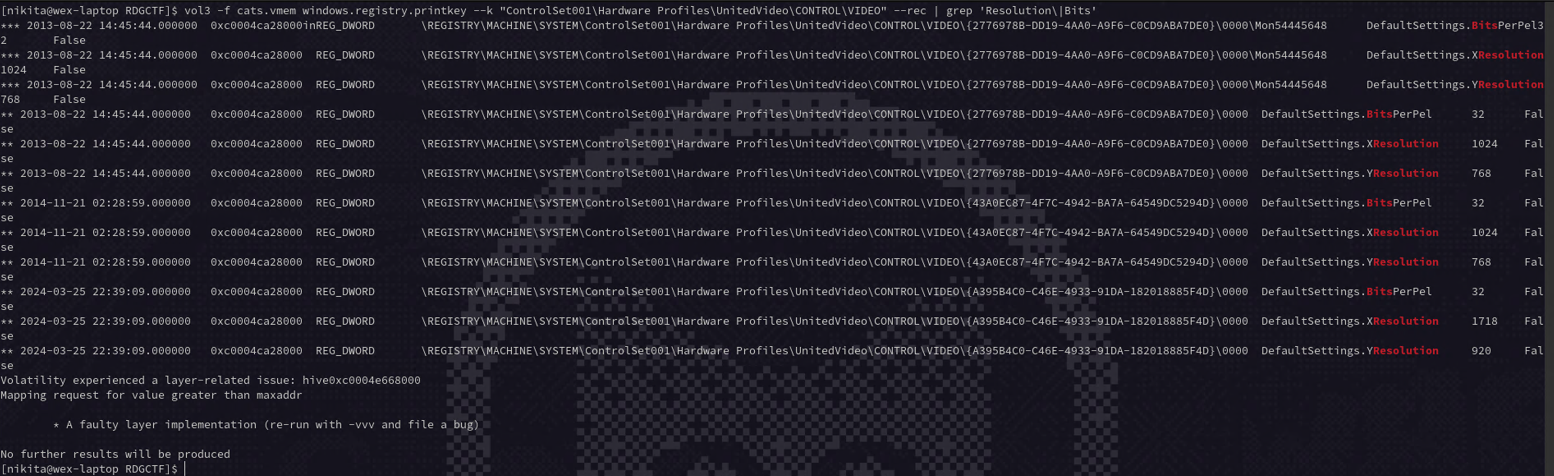 [nikita@wex-laptop RDGCTF]$ vol3 -f cats.vmem windows.registry.printkey --k "ControlSet001\Hardware Profiles\UnitedVideo\CONTROL\VIDEO" --rec | grep 'Resolution\|Bits'
*** 2013-08-22 14:45:44.000000  0xc0004ca28000inREG_DWORD       \REGISTRY\MACHINE\SYSTEM\ControlSet001\Hardware Profiles\UnitedVideo\CONTROL\VIDEO\{2776978B-DD19-4AA0-A9F6-C0CD9ABA7DE0}\0000\Mon54445648      DefaultSettings.BitsPerPel3
2       False
*** 2013-08-22 14:45:44.000000  0xc0004ca28000  REG_DWORD       \REGISTRY\MACHINE\SYSTEM\ControlSet001\Hardware Profiles\UnitedVideo\CONTROL\VIDEO\{2776978B-DD19-4AA0-A9F6-C0CD9ABA7DE0}\0000\Mon54445648      DefaultSettings.XResolution
1024    False
*** 2013-08-22 14:45:44.000000  0xc0004ca28000  REG_DWORD       \REGISTRY\MACHINE\SYSTEM\ControlSet001\Hardware Profiles\UnitedVideo\CONTROL\VIDEO\{2776978B-DD19-4AA0-A9F6-C0CD9ABA7DE0}\0000\Mon54445648      DefaultSettings.YResolution
768     False
** 2013-08-22 14:45:44.000000   0xc0004ca28000  REG_DWORD       \REGISTRY\MACHINE\SYSTEM\ControlSet001\Hardware Profiles\UnitedVideo\CONTROL\VIDEO\{2776978B-DD19-4AA0-A9F6-C0CD9ABA7DE0}\0000  DefaultSettings.BitsPerPel      32      Fal
se
** 2013-08-22 14:45:44.000000   0xc0004ca28000  REG_DWORD       \REGISTRY\MACHINE\SYSTEM\ControlSet001\Hardware Profiles\UnitedVideo\CONTROL\VIDEO\{2776978B-DD19-4AA0-A9F6-C0CD9ABA7DE0}\0000  DefaultSettings.XResolution     1024    Fal
se
** 2013-08-22 14:45:44.000000   0xc0004ca28000  REG_DWORD       \REGISTRY\MACHINE\SYSTEM\ControlSet001\Hardware Profiles\UnitedVideo\CONTROL\VIDEO\{2776978B-DD19-4AA0-A9F6-C0CD9ABA7DE0}\0000  DefaultSettings.YResolution     768     Fal
se
** 2014-11-21 02:28:59.000000   0xc0004ca28000  REG_DWORD       \REGISTRY\MACHINE\SYSTEM\ControlSet001\Hardware Profiles\UnitedVideo\CONTROL\VIDEO\{43A0EC87-4F7C-4942-BA7A-64549DC5294D}\0000  DefaultSettings.BitsPerPel      32      Fal
se
** 2014-11-21 02:28:59.000000   0xc0004ca28000  REG_DWORD       \REGISTRY\MACHINE\SYSTEM\ControlSet001\Hardware Profiles\UnitedVideo\CONTROL\VIDEO\{43A0EC87-4F7C-4942-BA7A-64549DC5294D}\0000  DefaultSettings.XResolution     1024    Fal
se
** 2014-11-21 02:28:59.000000   0xc0004ca28000  REG_DWORD       \REGISTRY\MACHINE\SYSTEM\ControlSet001\Hardware Profiles\UnitedVideo\CONTROL\VIDEO\{43A0EC87-4F7C-4942-BA7A-64549DC5294D}\0000  DefaultSettings.YResolution     768     Fal
se
** 2024-03-25 22:39:09.000000   0xc0004ca28000  REG_DWORD       \REGISTRY\MACHINE\SYSTEM\ControlSet001\Hardware Profiles\UnitedVideo\CONTROL\VIDEO\{A395B4C0-C46E-4933-91DA-182018885F4D}\0000  DefaultSettings.BitsPerPel      32      Fal
se
** 2024-03-25 22:39:09.000000   0xc0004ca28000  REG_DWORD       \REGISTRY\MACHINE\SYSTEM\ControlSet001\Hardware Profiles\UnitedVideo\CONTROL\VIDEO\{A395B4C0-C46E-4933-91DA-182018885F4D}\0000  DefaultSettings.XResolution     1718    Fal
se
** 2024-03-25 22:39:09.000000   0xc0004ca28000  REG_DWORD       \REGISTRY\MACHINE\SYSTEM\ControlSet001\Hardware Profiles\UnitedVideo\CONTROL\VIDEO\{A395B4C0-C46E-4933-91DA-182018885F4D}\0000  DefaultSettings.YResolution     920     Fal
se
Volatility experienced a layer-related issue: hive0xc0004e668000
Mapping request for value greater than maxaddr
* A faulty layer implementation (re-run with -vvv and file a bug)
No further results will be produced
[nikita@wex-laptop RDGCTF]$